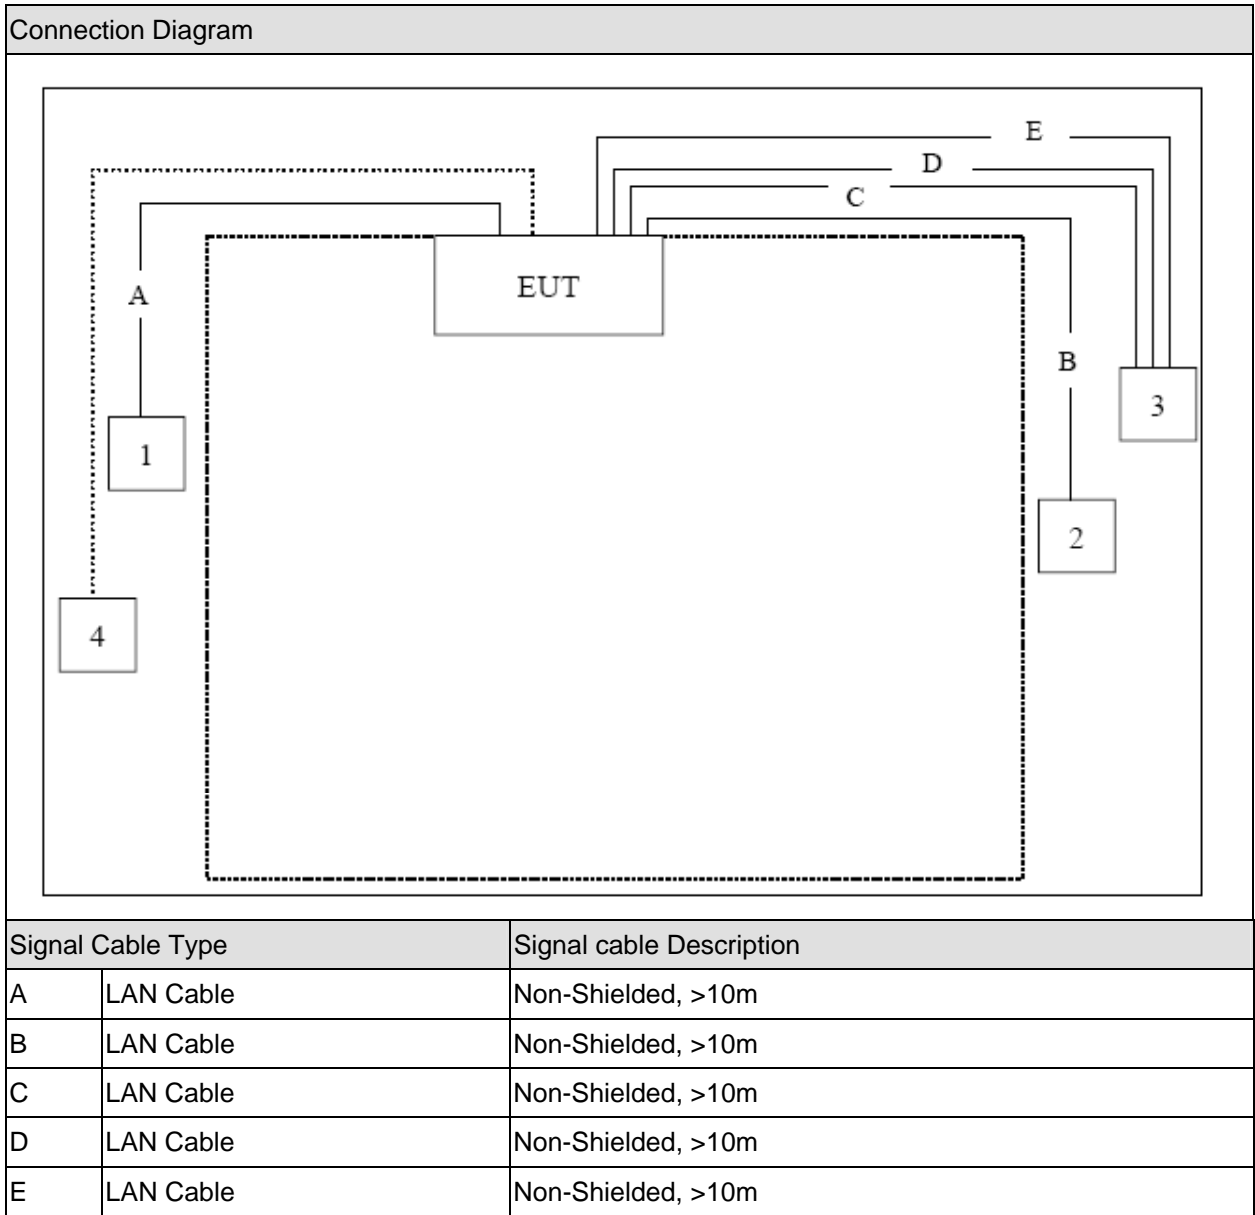 Connection Diagram
E
D
C
A
EUT
B
3
1
2
4
Signal Cable Type Signal cable Description
A LAN Cable Non-Shielded, >10m
B LAN Cable Non-Shielded, >10m
C LAN Cable Non-Shielded, >10m
D LAN Cable Non-Shielded, >10m
E LAN Cable Non-Shielded, >10m